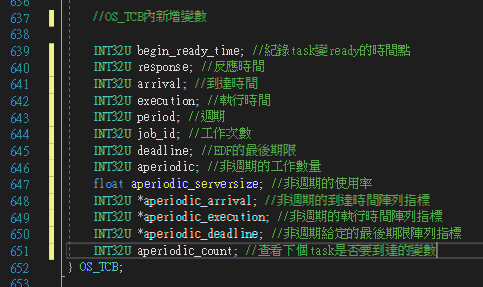 636
637 //OS_TCB內新增變數
638
639 INT32U begin_ready_time; //紀錄task變ready的時間點
640 INT32U response; //反應時間
641 INT32U arrival; //到達時間
642 INT32U execution; //執行時間
643 INT32U period; //週期
644 INT32U job_id; //工作次數
645 INT32U deadline; //EDF的最後期限
646 INT32U aperiodic; //非週期的工作數量
647 float aperiodic_serversize; //非週期的使用率
648 INT32U *aperiodic_arrival; //非週期的到達時間陣列指標
649 INT32U *aperiodic_execution; //非週期的執行時間陣列指標
650 INT32U *aperiodic_deadline; //非週期給定的最後期限陣列指標
651 INT32U aperiodic_count; //查看下個task是否要到達的變數
652 } OS_TCB;
653